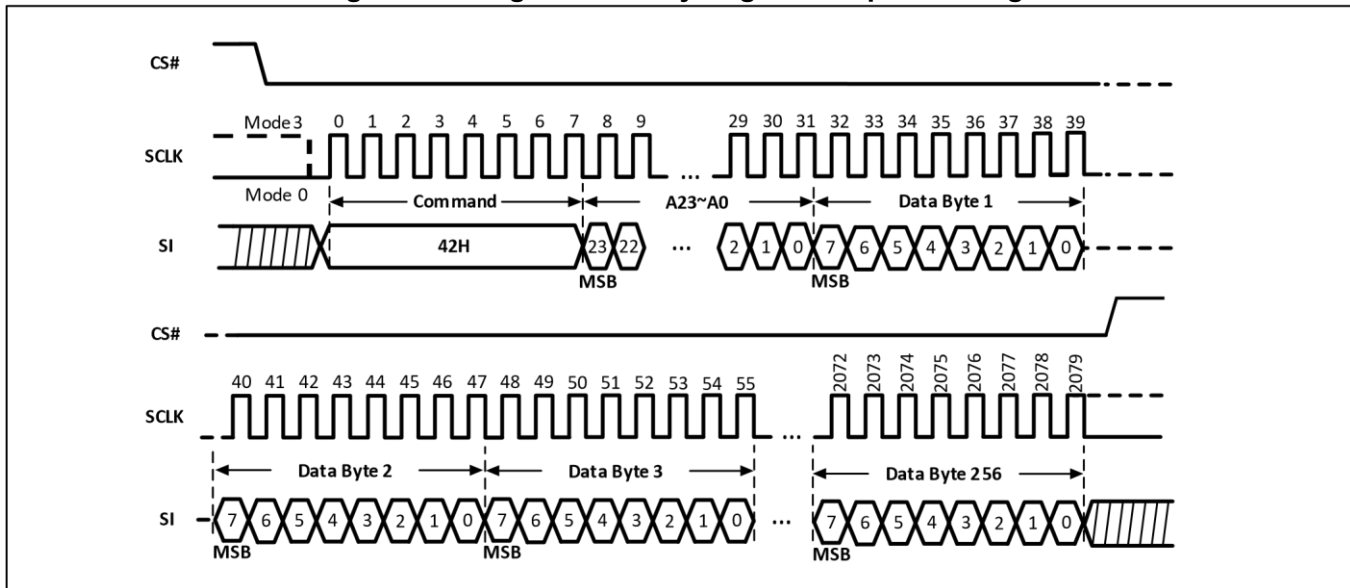 CS#
Mode 3
0 1 2 3 4 5 6 7 8 9 29 30 31 32 33 34 35 36 37 38 39
SCLK
...
Mode 0
Command A23~A0 Data Byte 1
SI 42H 23 22 ... 2 1 0 7 6 5 4 3 2 1 0
MSB MSB
CS#
40 41 42 43 44 45 46 47 48 49 50 51 52 53 54 55 2072 2073 2074 2075 2076 2077 2078 2079
SCLK
...
Data Byte 2 Data Byte 3 Data Byte 256
SI 7 6 5 4 3 2 1 0 7 6 5 4 3 2 1 0 ... 7 6 5 4 3 2 1 0
MSB MSB MSB